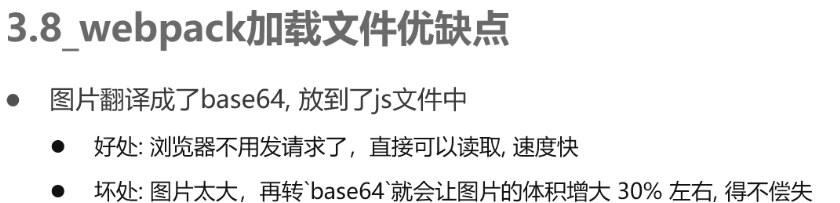 3.8_webpack加载文件优缺点
● 图片翻译成了base64, 放到了js文件中
● 好处: 浏览器不用发请求了，直接可以读取, 速度快
● 坏处: 图片太大，再转`base64`就会让图片的体积增大 30% 左右, 得不偿失